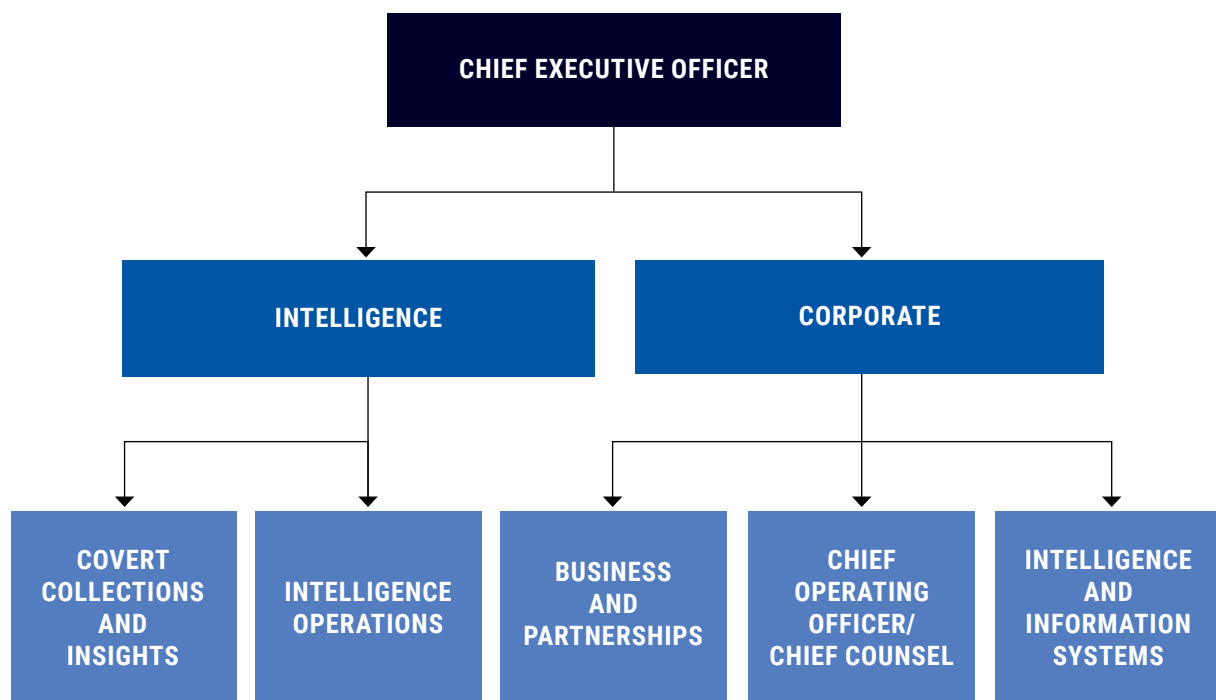 CHIEF EXECUTIVE OFFICER
INTELLIGENCE
CORPORATE
COVERT
COLLECTIONS
AND
INSIGHTS
INTELLIGENCE
OPERATIONS
BUSINESS
AND
PARTNERSHIPS
CHIEF
OPERATING
OFFICER/
CHIEF COUNSEL
INTELLIGENCE
AND
INFORMATION
SYSTEMS